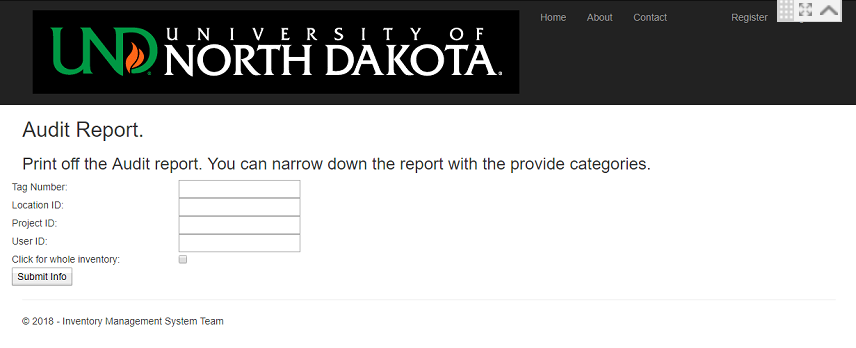 UND UNIVERSITY OF
NORTH DAKOTA.
Home About Contact Register
Audit Report.
Print off the Audit report. You can narrow down the report with the provide categories.
Tag Number:
Location ID:
Project ID:
User ID:
Click for whole inventory:
Submit Info
© 2018 - Inventory Management System Team